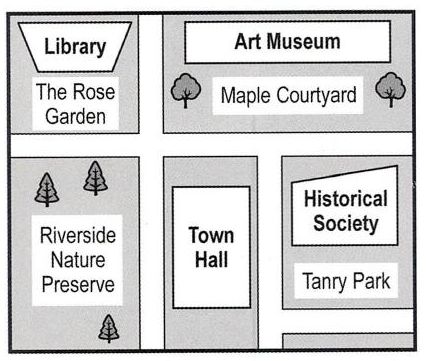 Library
The Rose
Garden
Art Museum
Maple Courtyard
Riverside
Nature
Preserve
Town
Hall
Historical
Society
Tanry Park